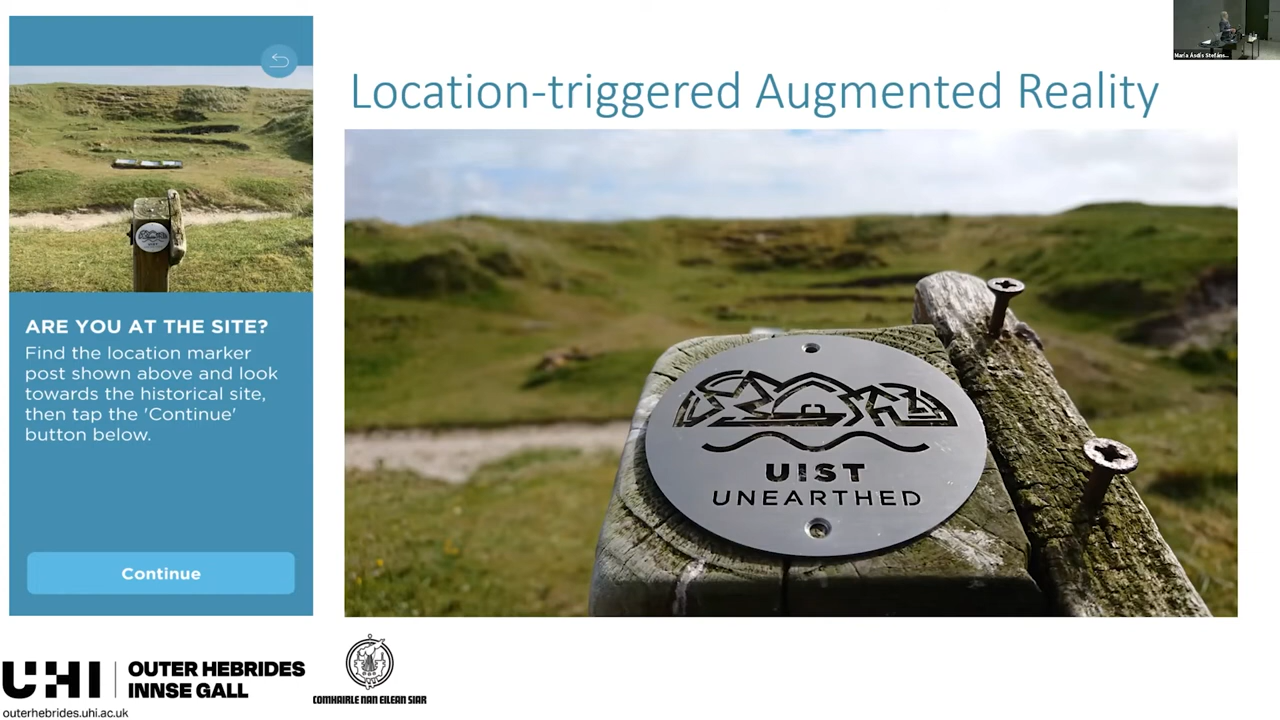 Location-triggered Augmented Reality
ARE YOU AT THE SITE?
Find the location marker
post shown above and look
towards the historical site,
then tap the 'Continue'
button below.
Continue
UIST
UNEARTHED
UHI
OUTER HEBRIDES
INNSE GALL
outerhebrides.uhi.ac.uk
COMHAIRLE NAN EILEAN SIAR